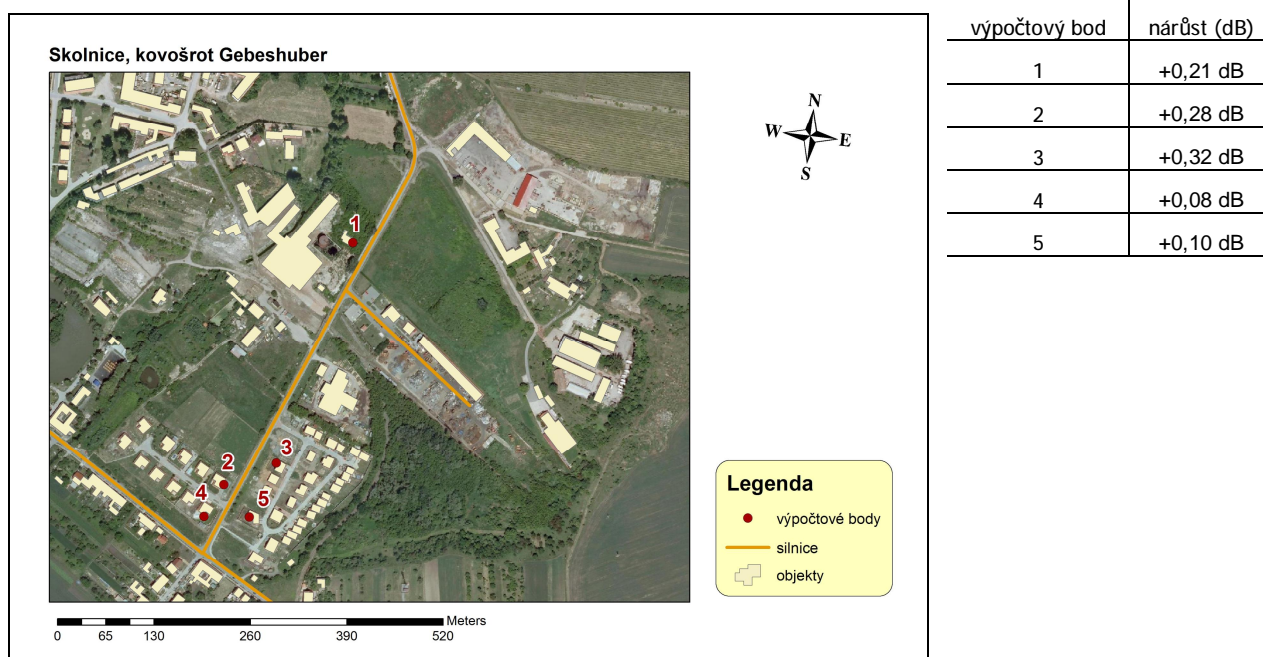 Skolnice, kovošrot Gebeshuber
N
W E
S
1
2
3
4
5
Legenda
výpočtové body
silnice
objekty
0 65 130 260 390 520 Meters
výpočtový bod nárůst (dB)
1 +0,21 dB
2 +0,28 dB
3 +0,32 dB
4 +0,08 dB
5 +0,10 dB